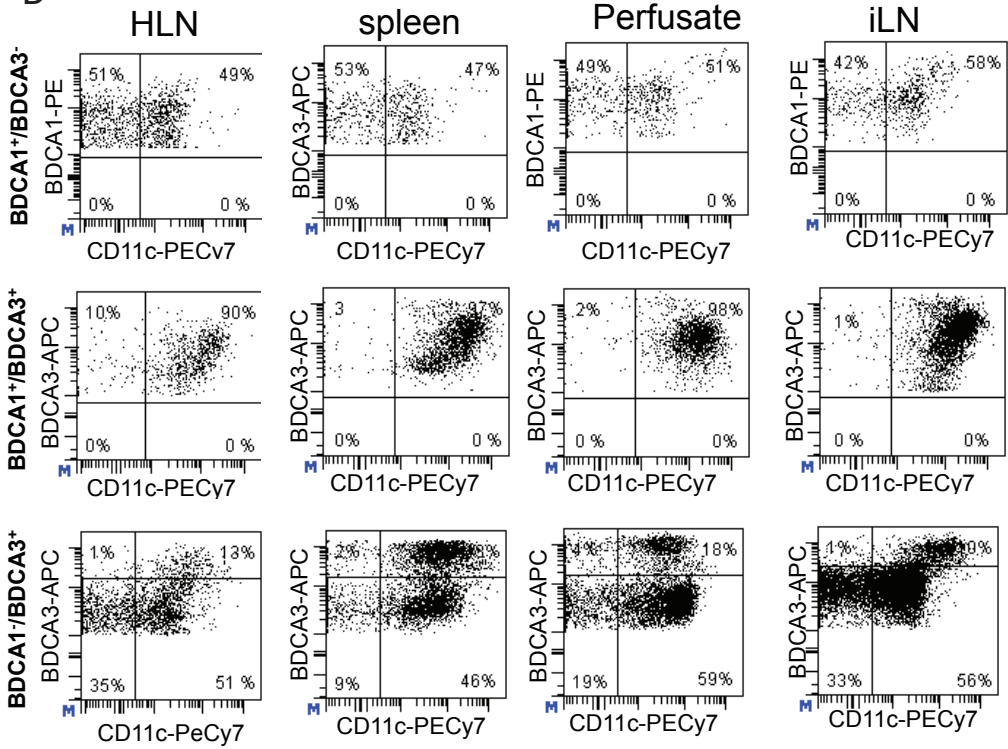 HLN spleen Perfusate iLN
BDCA1+/BDCA3-
BDCA1-PE
51% 49%
0% 0 %
M
CD11c-PECv7
BDCA3-APC
53% 47%
0% 0 %
M
CD11c-PECy7
BDCA1-PE
49% 51%
0% 0 %
M
CD11c-PECy7
BDCA1-PE
42% 58%
0% 0 %
M
CD11c-PECy7
BDCA1+/BDCA3+
BDCA3-APC
10% 90%
0% 0 %
M
CD11c-PECy7
BDCA3-APC
3 97%
0% 0 %
M
CD11c-PECy7
BDCA3-APC
2% 98%
0 % 0%
M
CD11c-PECy7
BDCA3-APC
1%
0 % 0%
M
CD11c-PECy7
BDCA1-/BDCA3+
BDCA3-APC
1% 13%
35% 51 %
M
CD11c-PeCy7
BDCA3-APC
2%
9% 46%
M
CD11c-PECy7
BDCA3-APC
4% 18%
19% 59%
M
CD11c-PECy7
BDCA3-APC
1% 10%
33% 56%
M
CD11c-PECy7